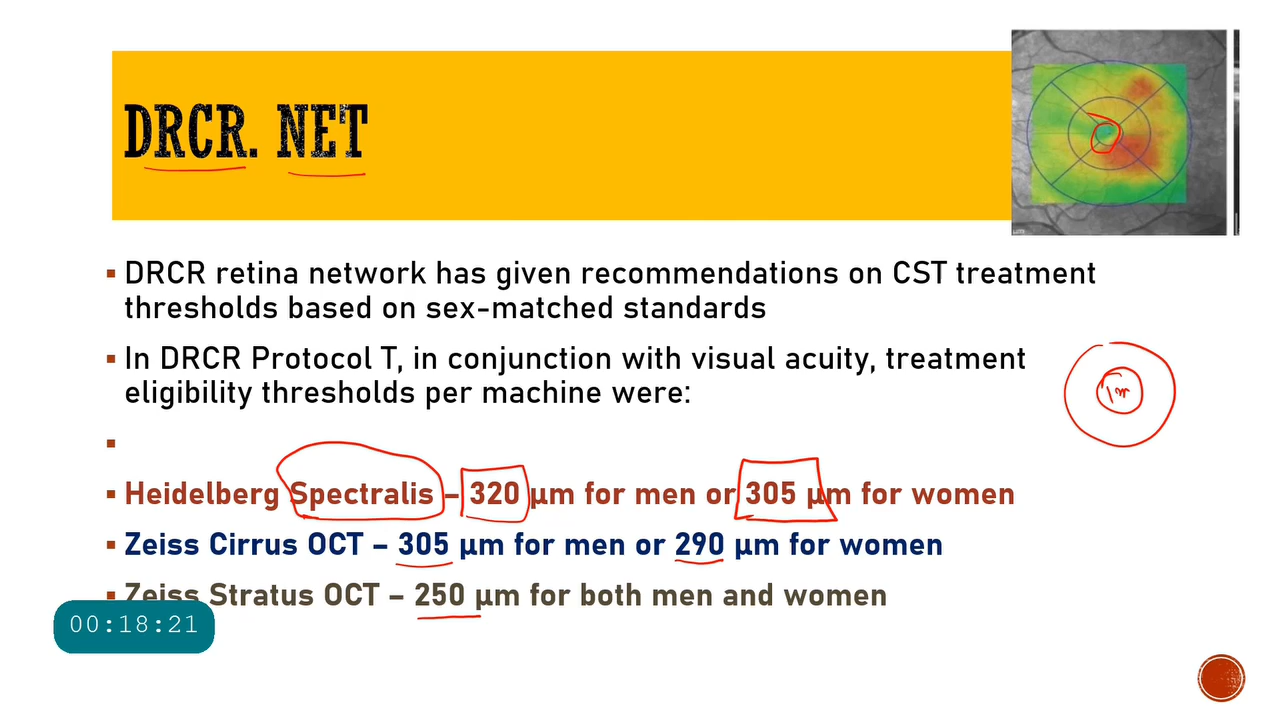 DRCR. NET
DRCR retina network has given recommendations on CST treatment
thresholds based on sex-matched standards
In DRCR Protocol T, in conjunction with visual acuity, treatment
eligibility thresholds per machine were:
Heidelberg Spectralis – 320 µm for men or 305 µm for women
Zeiss Cirrus OCT – 305 µm for men or 290 µm for women
Zeiss Stratus OCT – 250 µm for both men and women
00:18:21